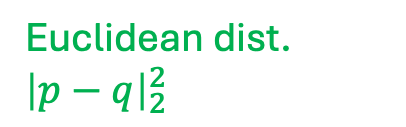 Euclidean dist.
|p − q|₂²